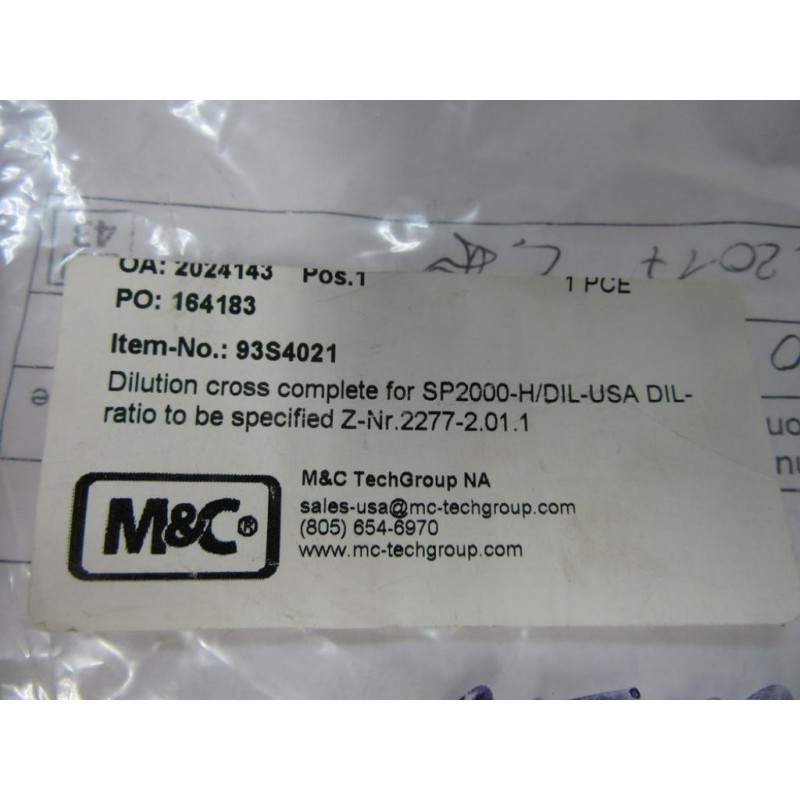 OA: 2024143 Pos.1 1 PCE
PO: 164183
Item-No.: 93S4021
Dilution cross complete for SP2000-H/DIL-USA DIL-
ratio to be specified Z-Nr.2277-2.01.1
M&C®
M&C TechGroup NA
sales-usa@mc-techgroup.com
(805) 654-6970
www.mc-techgroup.com
43